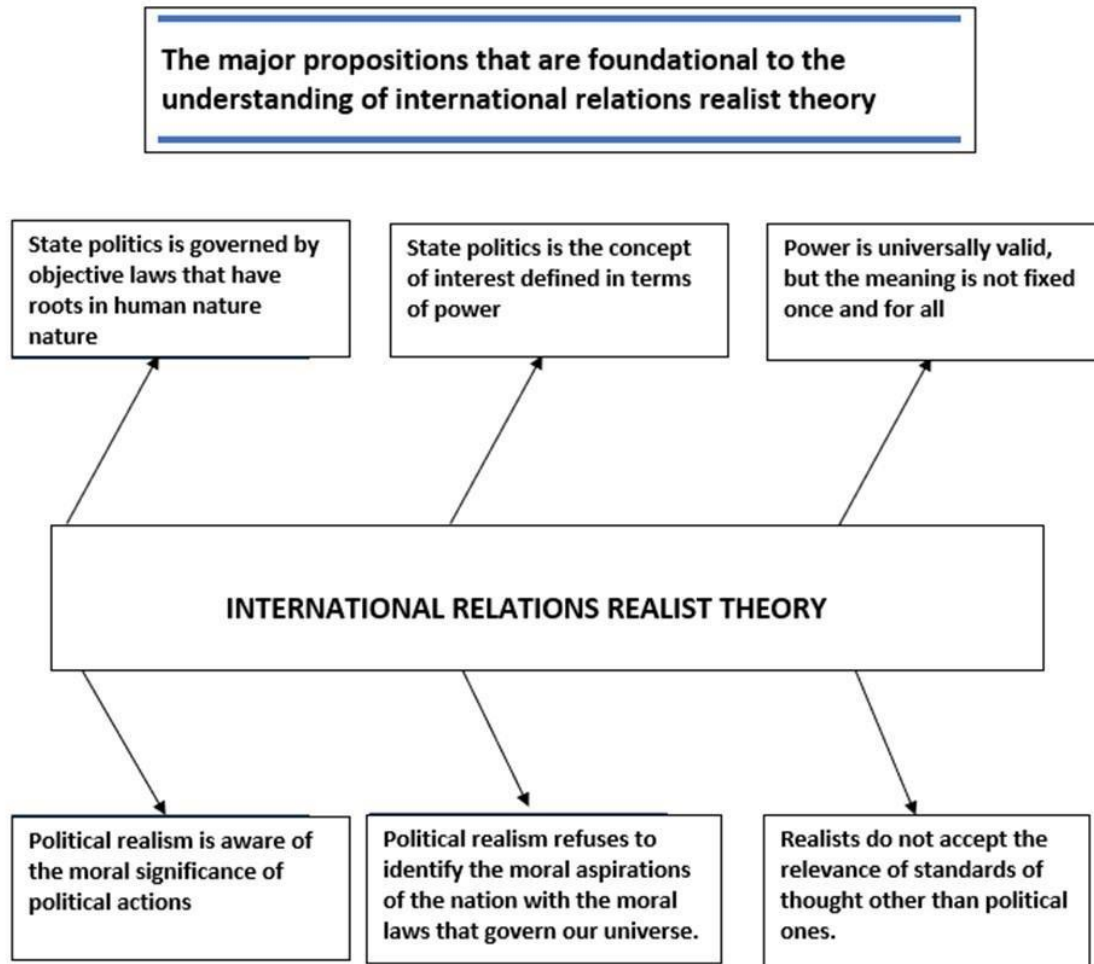 The major propositions that are foundational to the
understanding of international relations realist theory
State politics is governed by
objective laws that have
roots in human nature
nature
State politics is the concept
of interest defined in terms
of power
Power is universally valid,
but the meaning is not fixed
once and for all
INTERNATIONAL RELATIONS REALIST THEORY
Political realism is aware of
the moral significance of
political actions
Political realism refuses to
identify the moral aspirations
of the nation with the moral
laws that govern our universe.
Realists do not accept the
relevance of standards of
thought other than political
ones.